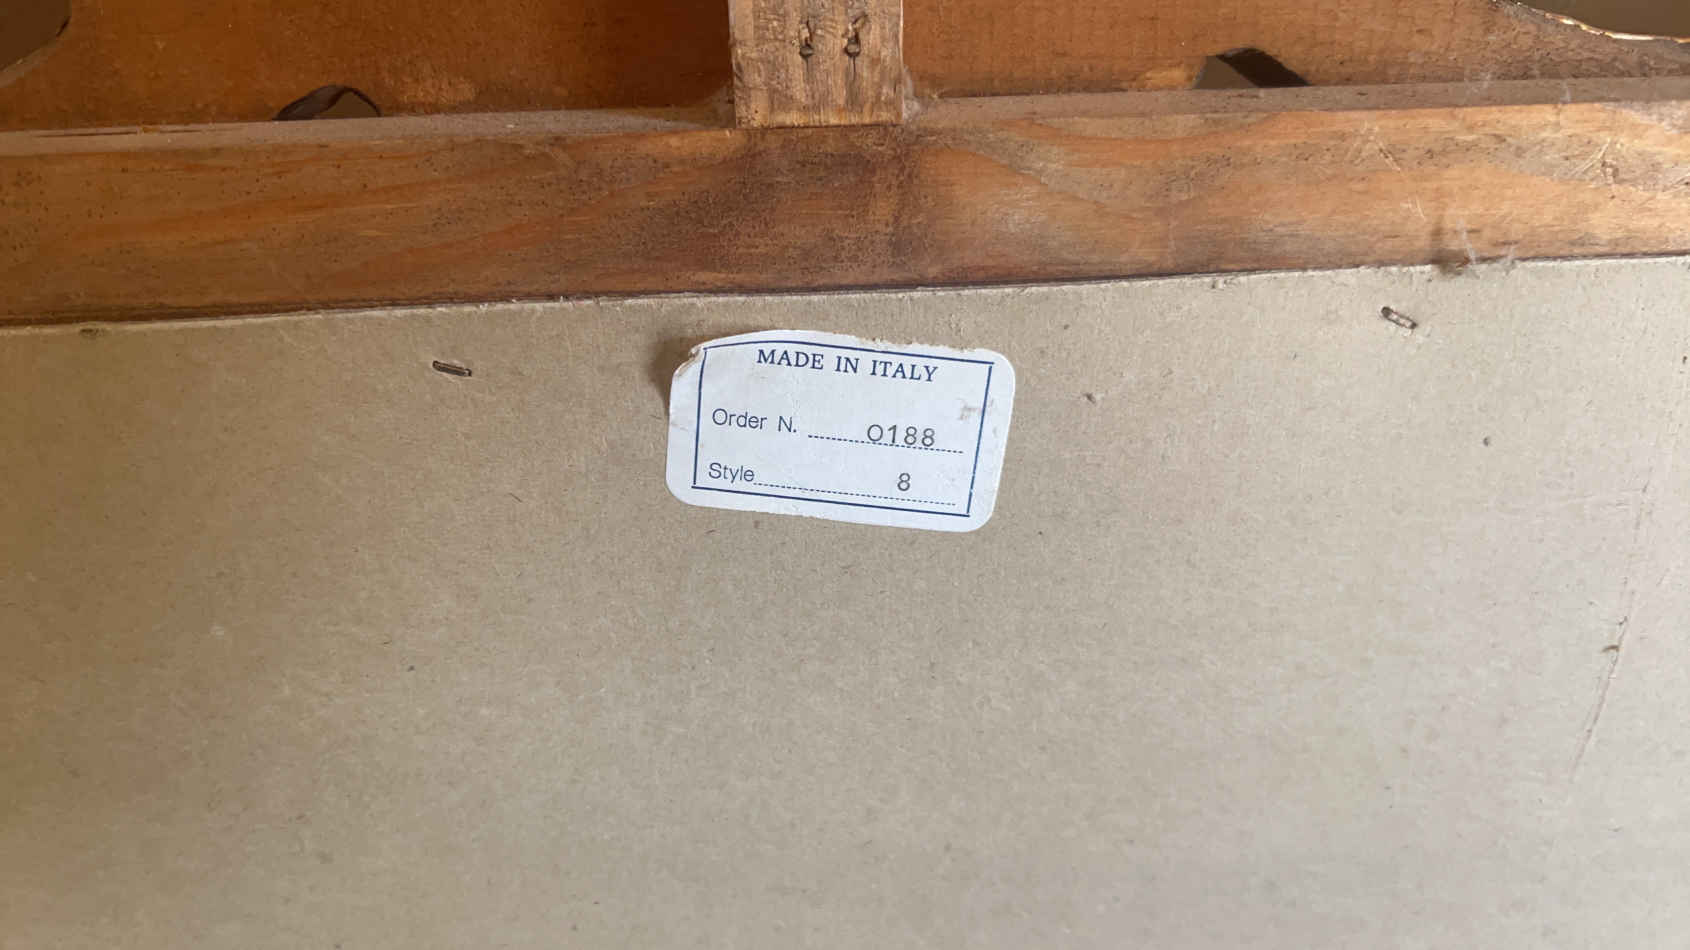 MADE IN ITALY
Order N. 0188
Style 8